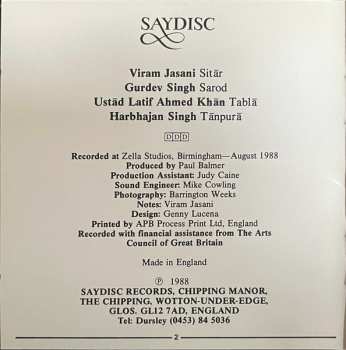 SAYDISC
Viram Jasani Sitār
Gurdev Singh Sarod
Ustād Latif Ahmed Khān Tablā
Harbhajan Singh Tānpurā
DDD
Recorded at Zella Studios, Birmingham—August 1988
Produced by Paul Balmer
Production Assistant: Judy Caine
Sound Engineer: Mike Cowling
Photography: Barrington Weeks
Notes: Viram Jasani
Design: Genny Lucena
Printed by APB Process Print Ltd, England
Recorded with financial assistance from The Arts
Council of Great Britain
Made in England
℗ 1988
SAYDISC RECORDS, CHIPPING MANOR,
THE CHIPPING, WOTTON-UNDER-EDGE,
GLOS. GL12 7AD, ENGLAND
Tel: Dursley (0453) 84 5036
2